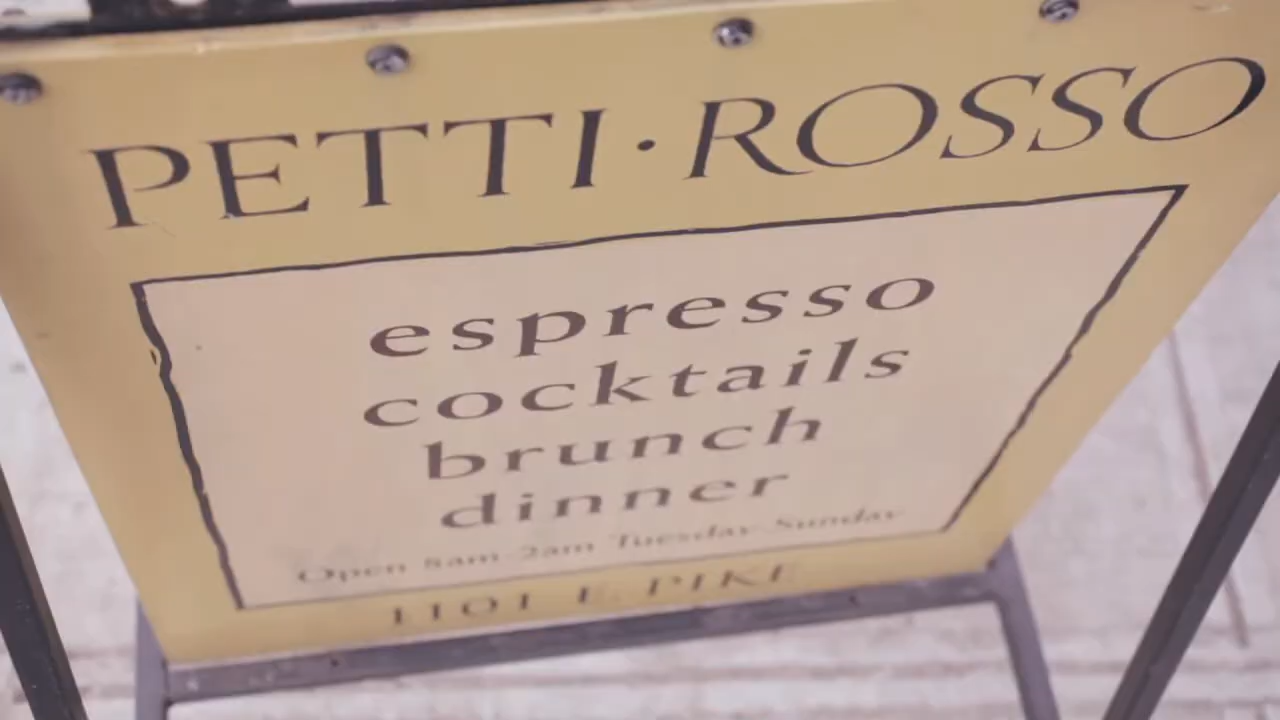 PETTI·ROSSO
espresso
cocktails
brunch
dinner
Open 8am-2am Tuesday-Sunday
1101 E. PIKE